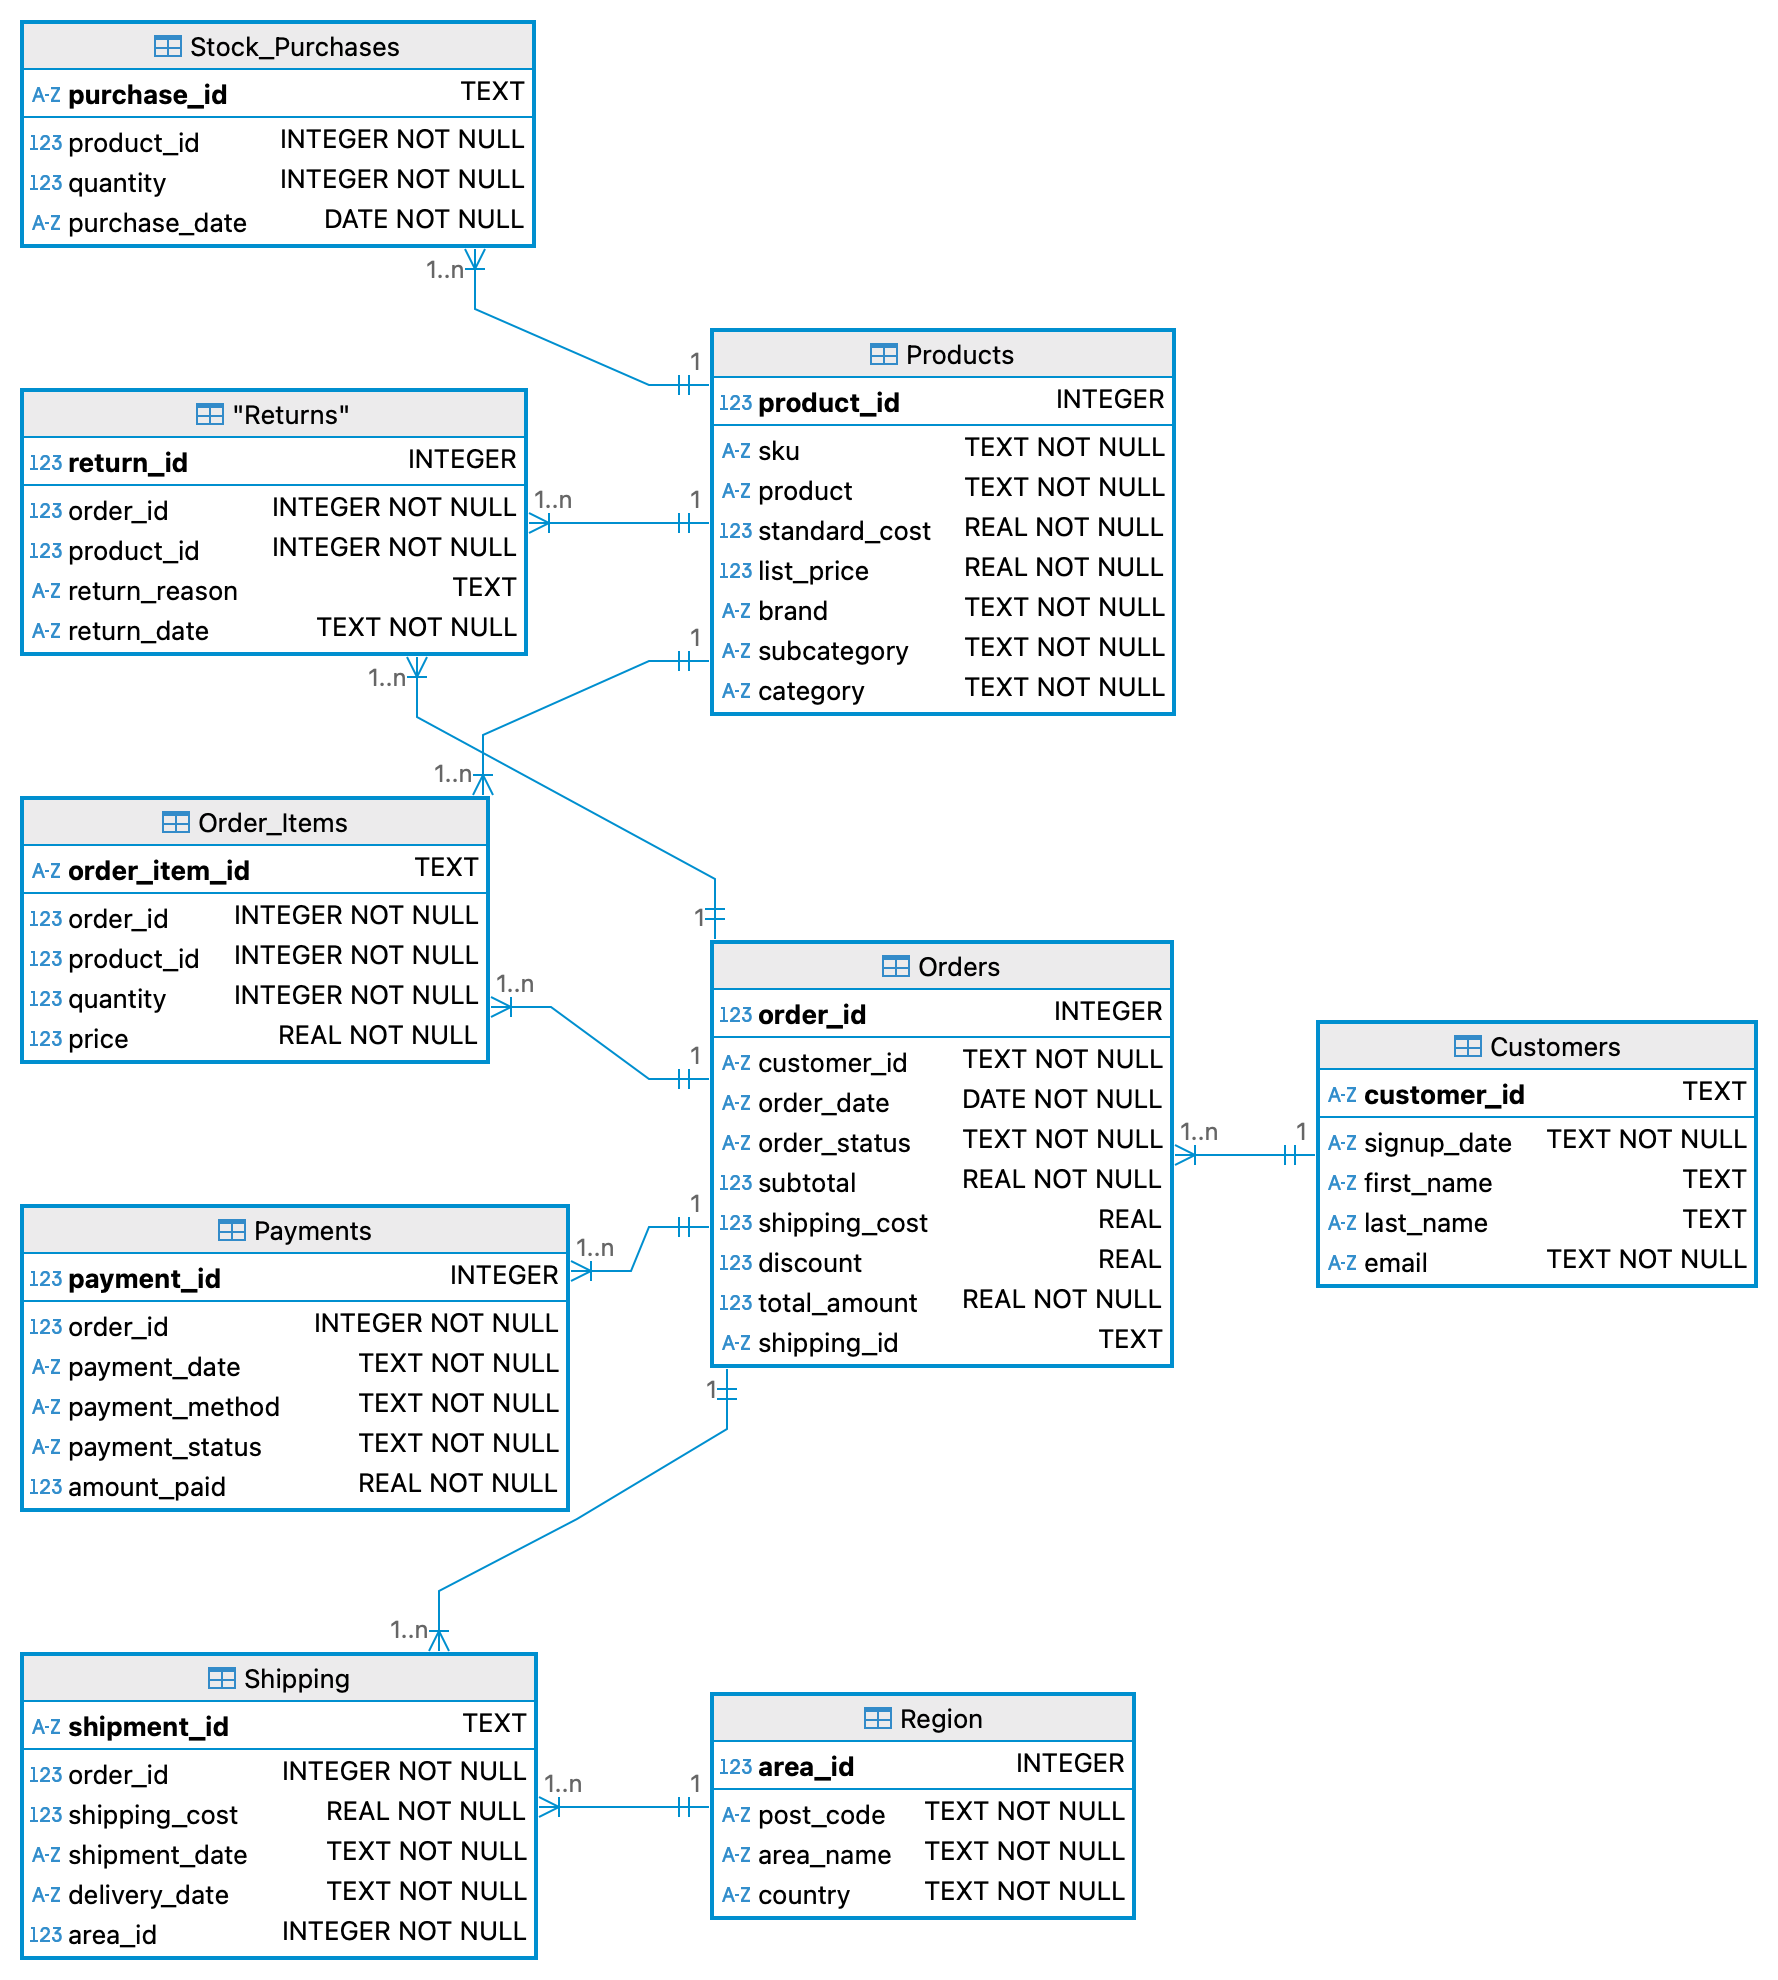 Stock_Purchases
A-Z purchase_id TEXT
123 product_id INTEGER NOT NULL
123 quantity INTEGER NOT NULL
A-Z purchase_date DATE NOT NULL
1..n
1
Products
123 product_id INTEGER
A-Z sku TEXT NOT NULL
A-Z product TEXT NOT NULL
123 standard_cost REAL NOT NULL
123 list_price REAL NOT NULL
A-Z brand TEXT NOT NULL
A-Z subcategory TEXT NOT NULL
A-Z category TEXT NOT NULL
"Returns"
123 return_id INTEGER
123 order_id INTEGER NOT NULL
123 product_id INTEGER NOT NULL
A-Z return_reason TEXT
A-Z return_date TEXT NOT NULL
1..n
1
1
1..n
1..n
Order_Items
A-Z order_item_id TEXT
123 order_id INTEGER NOT NULL
123 product_id INTEGER NOT NULL
123 quantity INTEGER NOT NULL
123 price REAL NOT NULL
1
1..n
1
Orders
123 order_id INTEGER
A-Z customer_id TEXT NOT NULL
A-Z order_date DATE NOT NULL
A-Z order_status TEXT NOT NULL
123 subtotal REAL NOT NULL
123 shipping_cost REAL
123 discount REAL
123 total_amount REAL NOT NULL
A-Z shipping_id TEXT
1..n
1
Customers
A-Z customer_id TEXT
A-Z signup_date TEXT NOT NULL
A-Z first_name TEXT
A-Z last_name TEXT
A-Z email TEXT NOT NULL
Payments
123 payment_id INTEGER
123 order_id INTEGER NOT NULL
A-Z payment_date TEXT NOT NULL
A-Z payment_method TEXT NOT NULL
A-Z payment_status TEXT NOT NULL
123 amount_paid REAL NOT NULL
1..n
1
1
1..n
Shipping
A-Z shipment_id TEXT
123 order_id INTEGER NOT NULL
123 shipping_cost REAL NOT NULL
A-Z shipment_date TEXT NOT NULL
A-Z delivery_date TEXT NOT NULL
123 area_id INTEGER NOT NULL
1..n
1
Region
123 area_id INTEGER
A-Z post_code TEXT NOT NULL
A-Z area_name TEXT NOT NULL
A-Z country TEXT NOT NULL